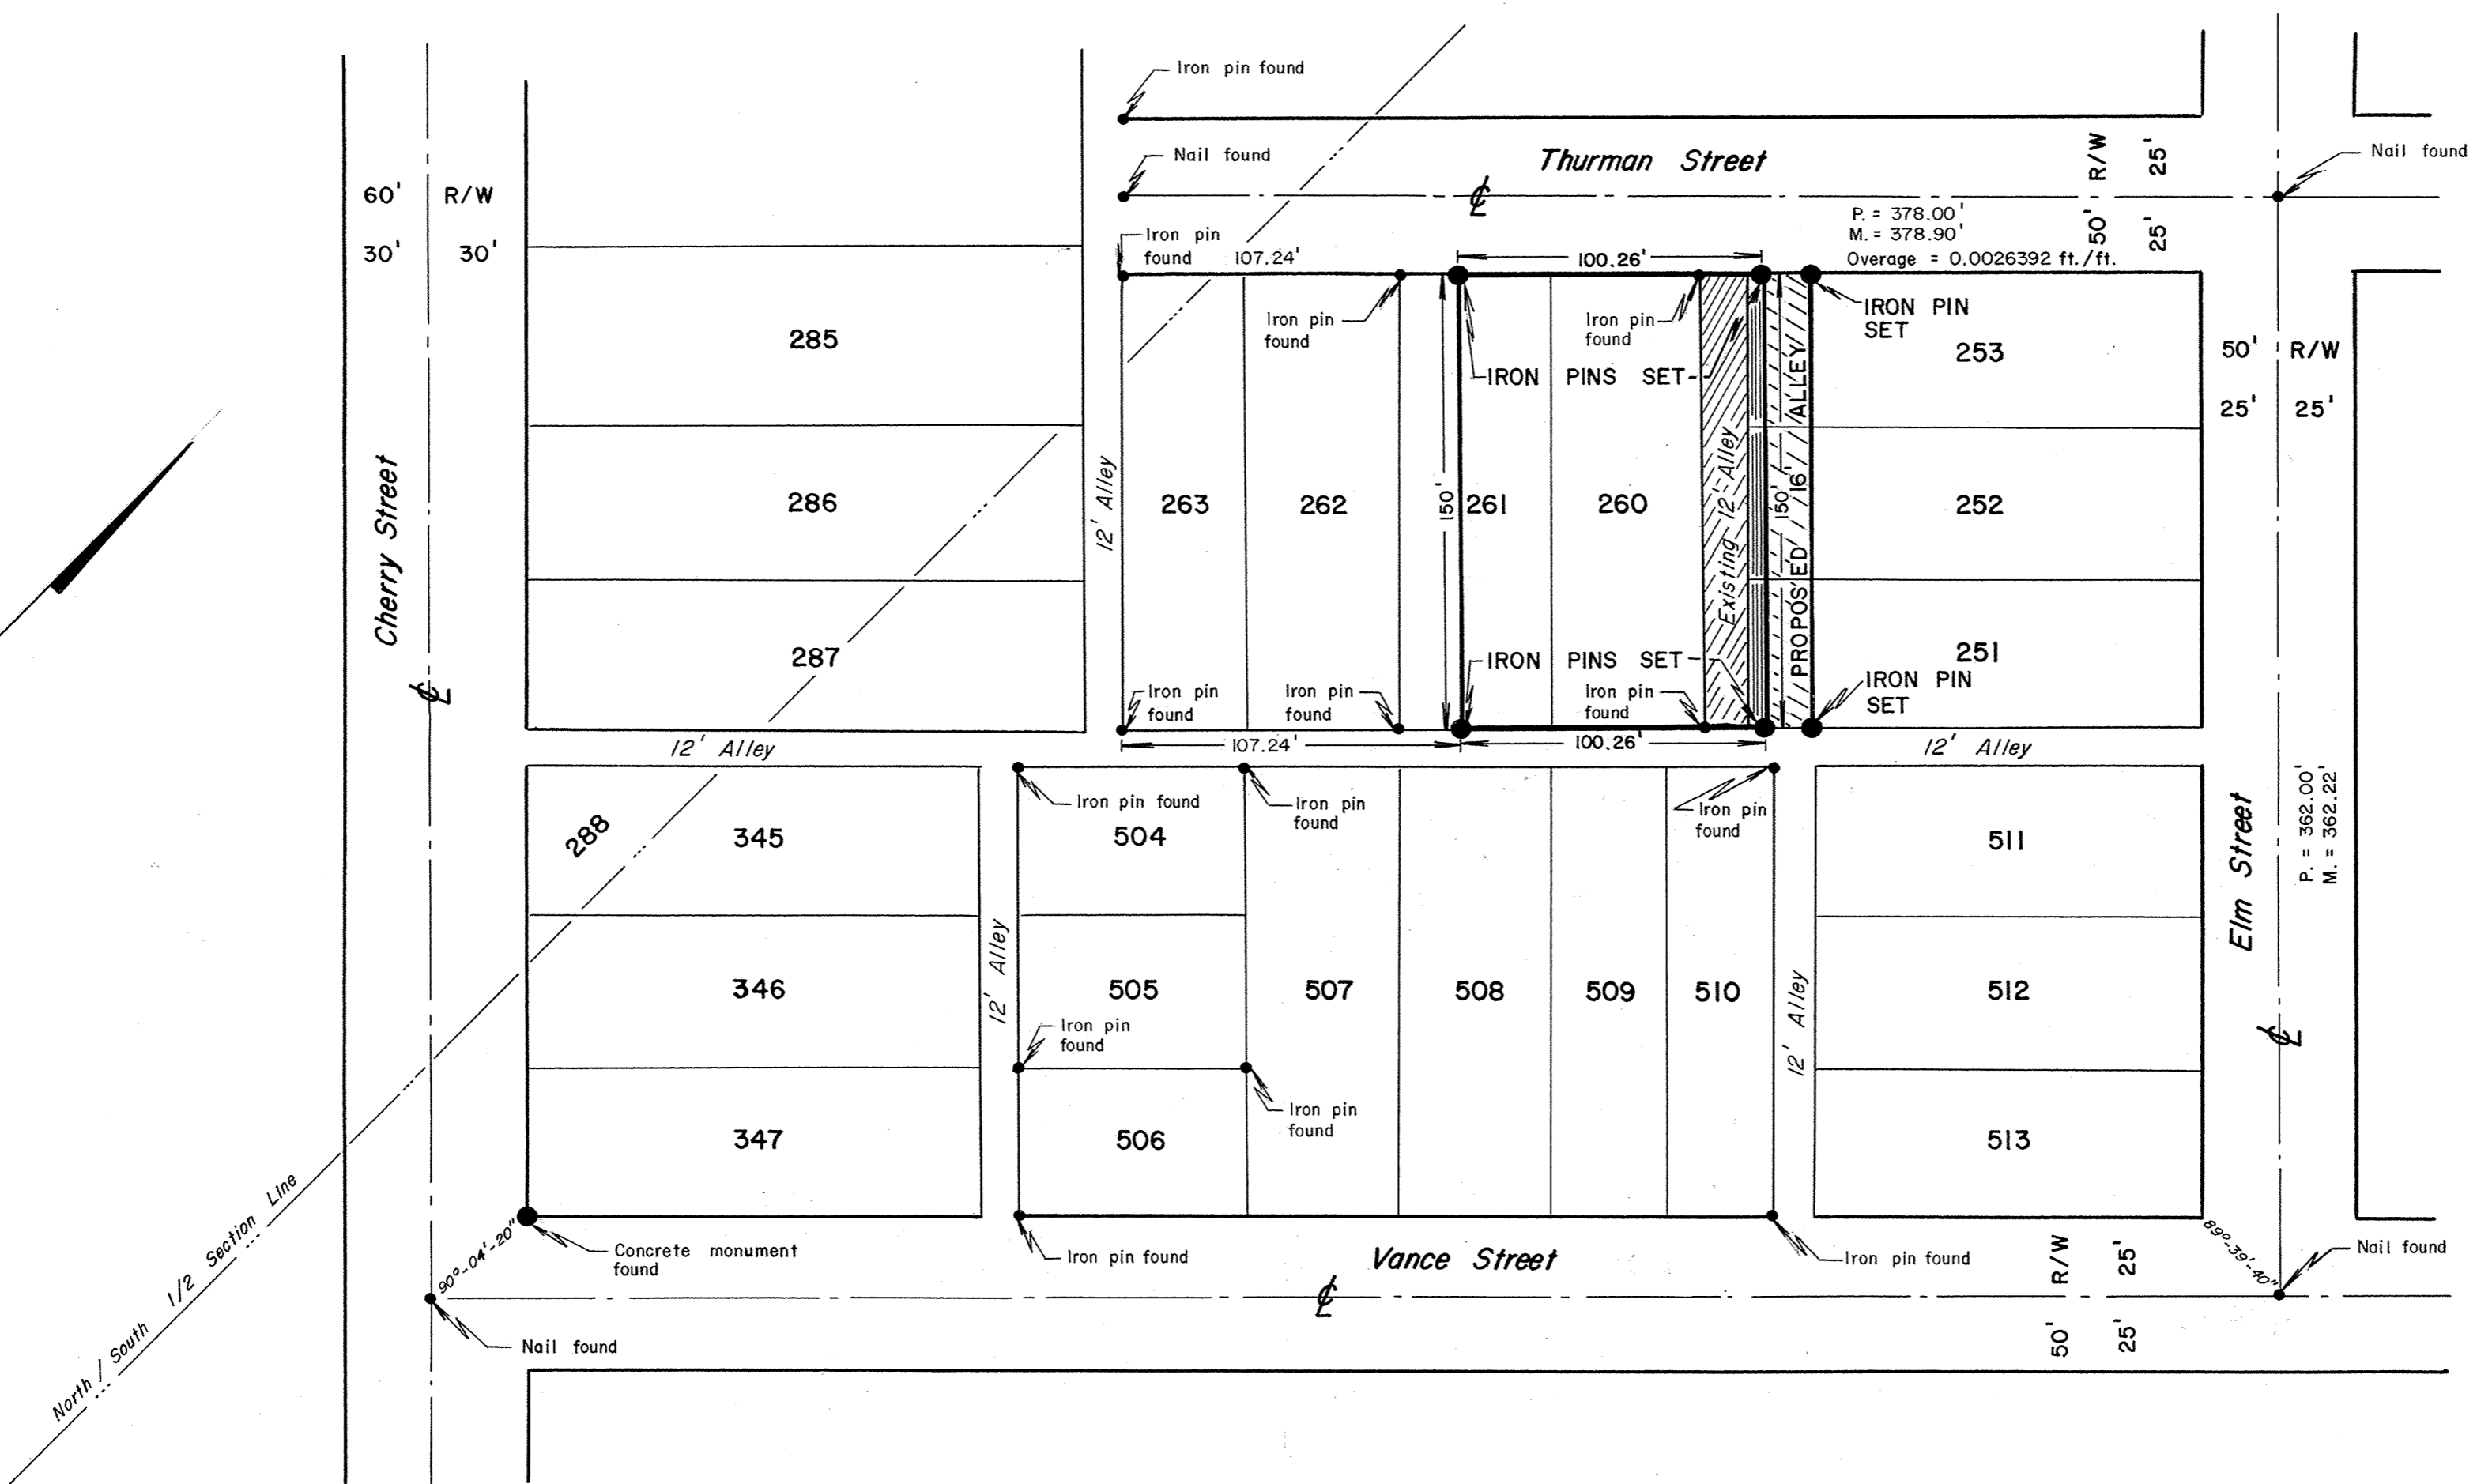 Iron pin found
Nail found
Thurman Street
R/W
25'
Nail found
60' R/W
30' 30'
℄
50'
25'
P. = 378.00'
M. = 378.90'
Overage = 0.0026392 ft./ft.
Iron pin
found
107.24'
100.26'
IRON PIN
SET
Iron pin
found
Iron pin
found
285
253
50' R/W
25' 25'
IRON PINS SET
ALLEY
16'
PROPOSED
150'
Existing 12' Alley
Cherry Street
12' Alley
286
263
262
150'
261
260
252
287
251
IRON PINS SET
IRON PIN
SET
Iron pin
found
Iron pin
found
Iron pin
found
℄
12' Alley
107.24'
100.26'
12' Alley
288
345
Iron pin found
504
Iron pin
found
Iron pin
found
511
P. = 362.00'
M. = 362.22'
Elm Street
12' Alley
346
505
507
508
509
510
12' Alley
512
℄
Iron pin
found
347
506
Iron pin
found
513
North / South 1/2 Section Line
90°-04'-20"
Concrete monument
found
Iron pin found
Vance Street
Iron pin found
R/W
25'
89°-39'-40"
Nail found
℄
Nail found
50'
25'